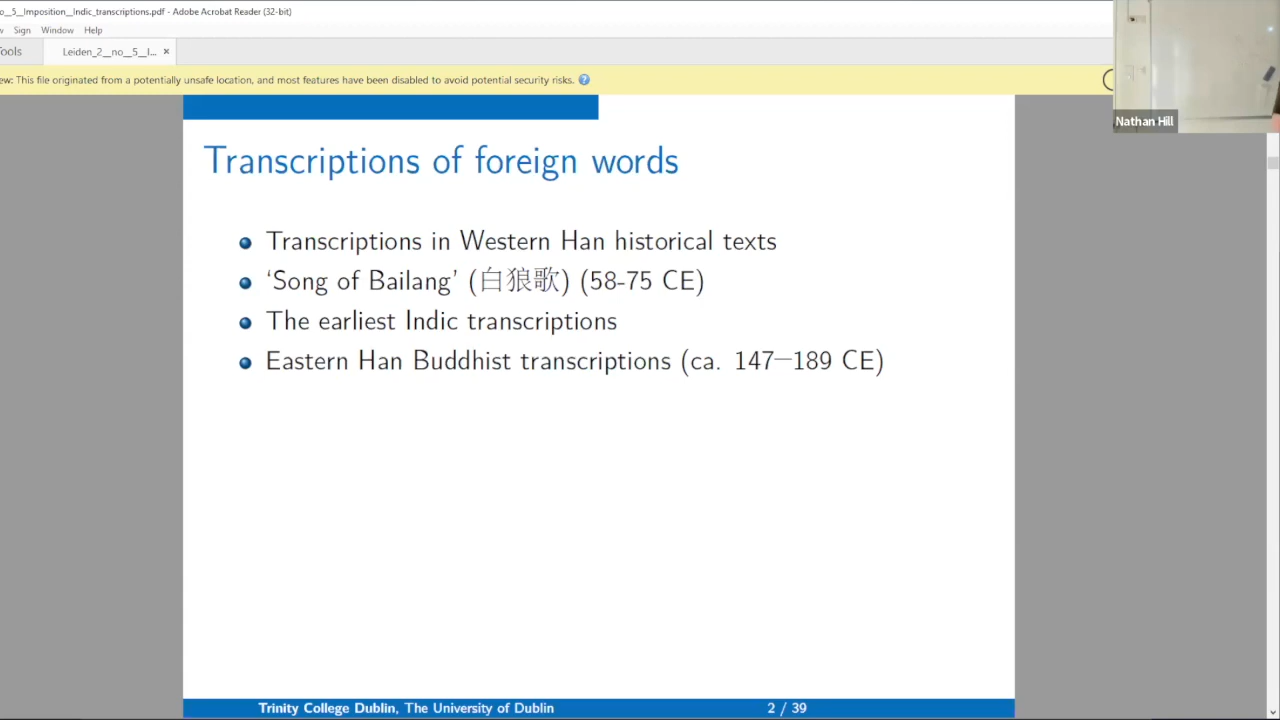 o__5__Imposition__Indic_transcriptions.pdf - Adobe Acrobat Reader (32-bit)
Sign Window Help
Tools Leiden_2__no__5__I... ×
ew: This file originated from a potentially unsafe location, and most features have been disabled to avoid potential security risks.
Nathan Hill
Transcriptions of foreign words
Transcriptions in Western Han historical texts
‘Song of Bailang’ (白狼歌) (58-75 CE)
The earliest Indic transcriptions
Eastern Han Buddhist transcriptions (ca. 147–189 CE)
Trinity College Dublin, The University of Dublin 2 / 39